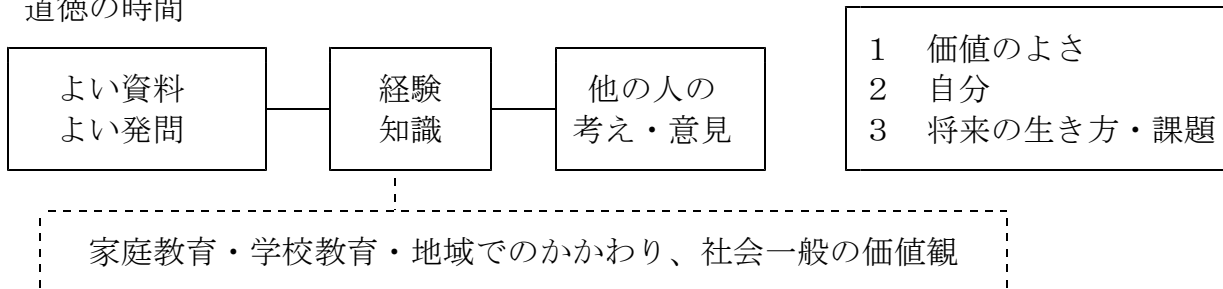 道徳の時間
よい資料
よい発問
経験
知識
他の人の
考え・意見
１　価値のよさ
２　自分
３　将来の生き方・課題
家庭教育・学校教育・地域でのかかわり、社会一般の価値観